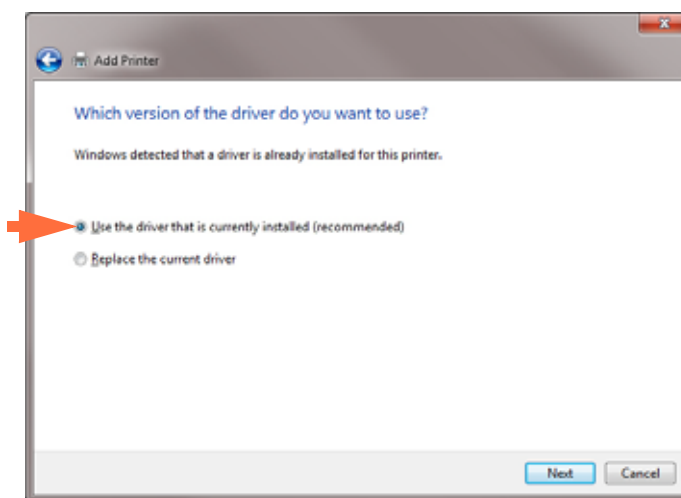 Add Printer
Which version of the driver do you want to use?
Windows detected that a driver is already installed for this printer.
Use the driver that is currently installed (recommended)
Replace the current driver
Next Cancel